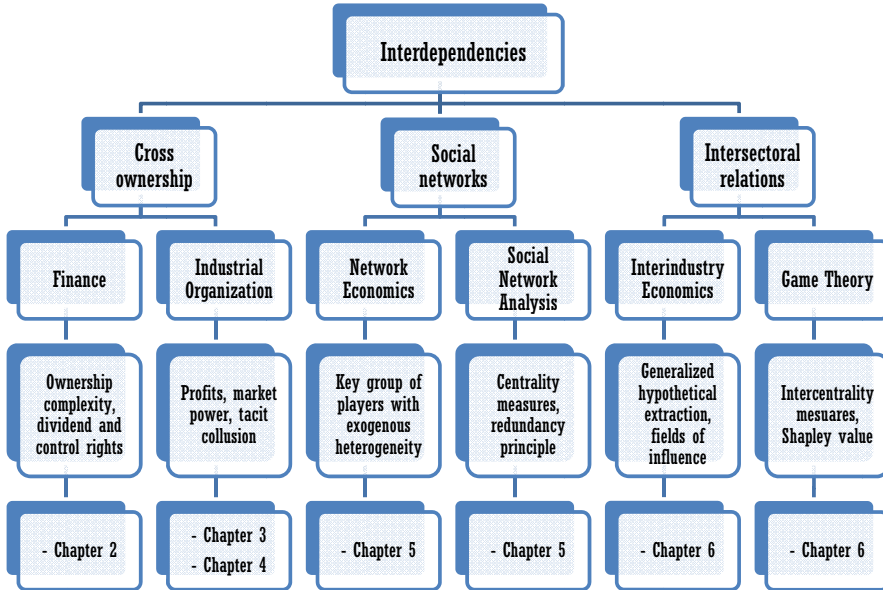 Interdependencies
Cross
ownership
Social
networks
Intersectoral
relations
Finance
Industrial
Organization
Network
Economics
Social
Network
Analysis
Interindustry
Economics
Game Theory
Ownership
complexity,
dividend and
control rights
Profits, market
power, tacit
collusion
Key group of
players with
exogenous
heterogeneity
Centrality
measures,
redundancy
principle
Generalized
hypothetical
extraction,
fields of
influence
Intercentrality
mesuares,
Shapley value
- Chapter 2
- Chapter 3
- Chapter 4
- Chapter 5
- Chapter 5
- Chapter 6
- Chapter 6